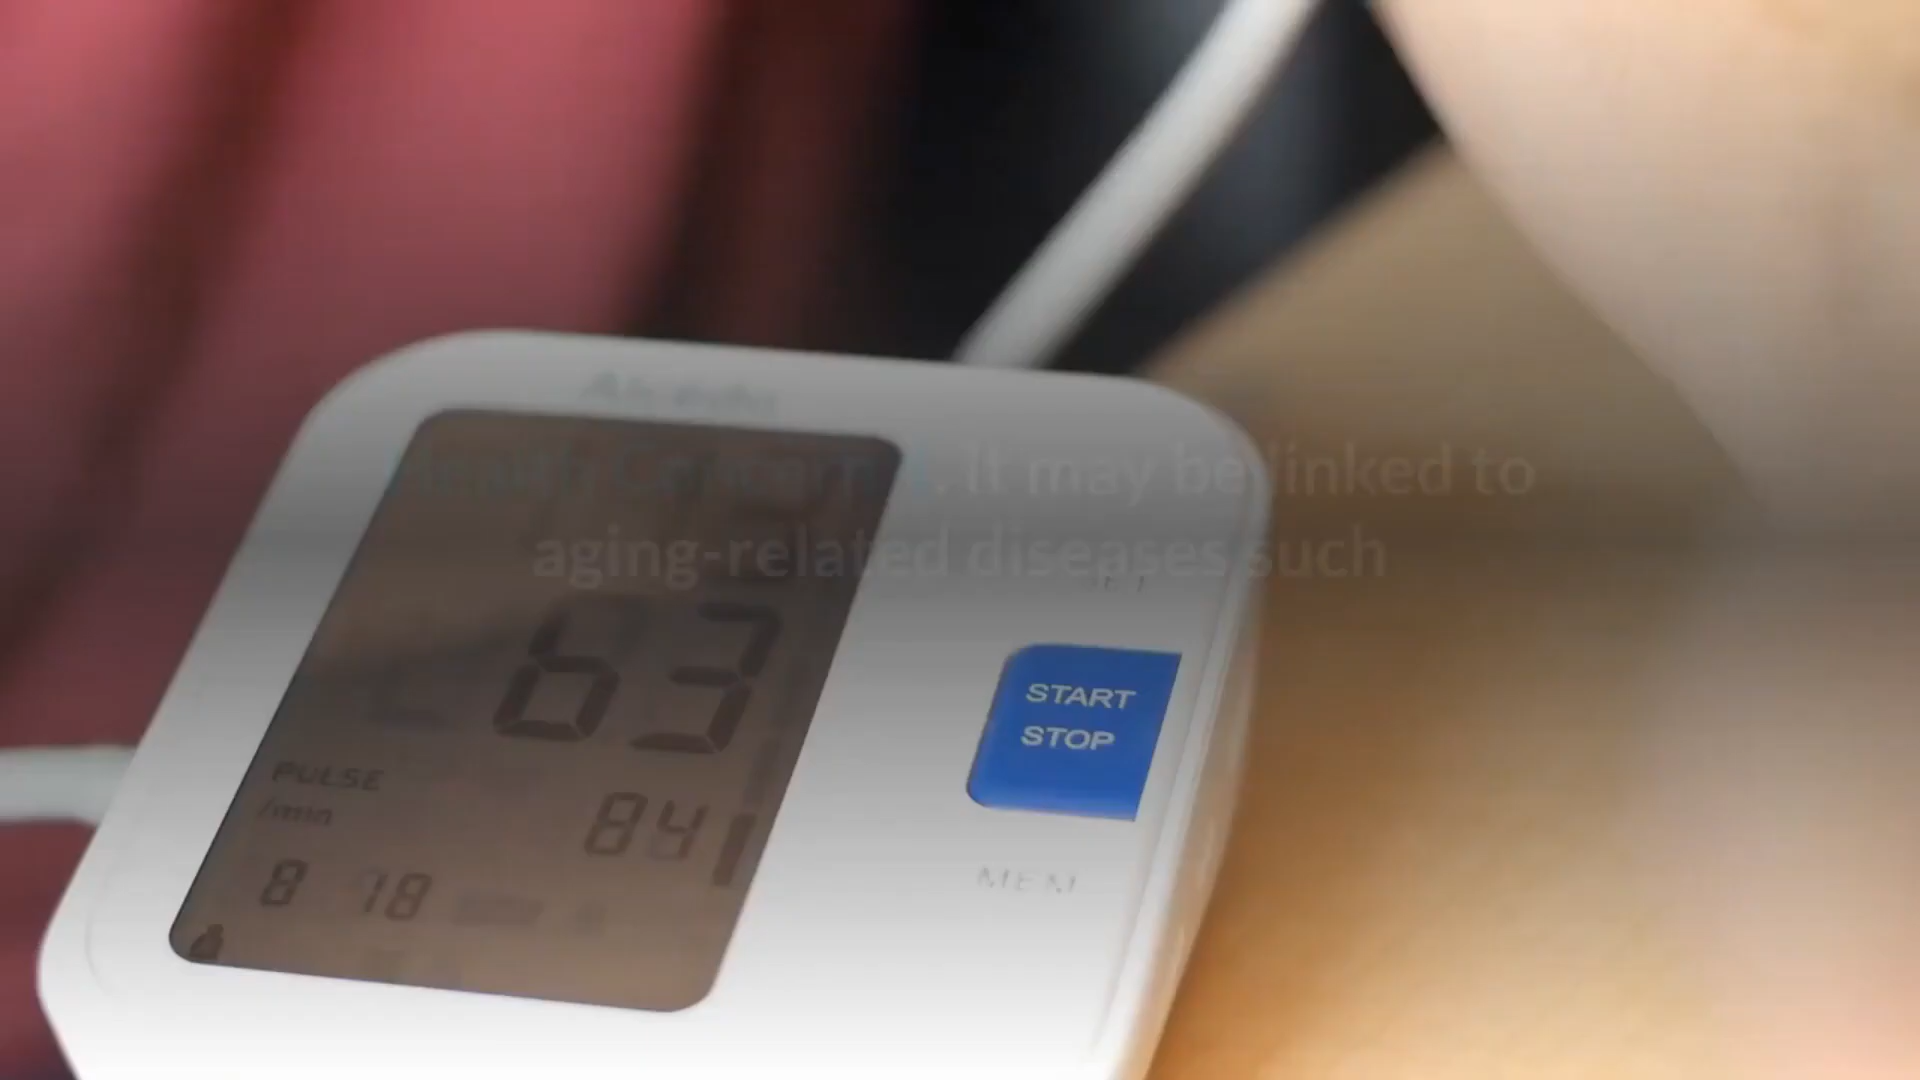 Health Concerns. It may be linked to
aging-related diseases such
63
START
STOP
PULSE
/min
84
8 18
MEM